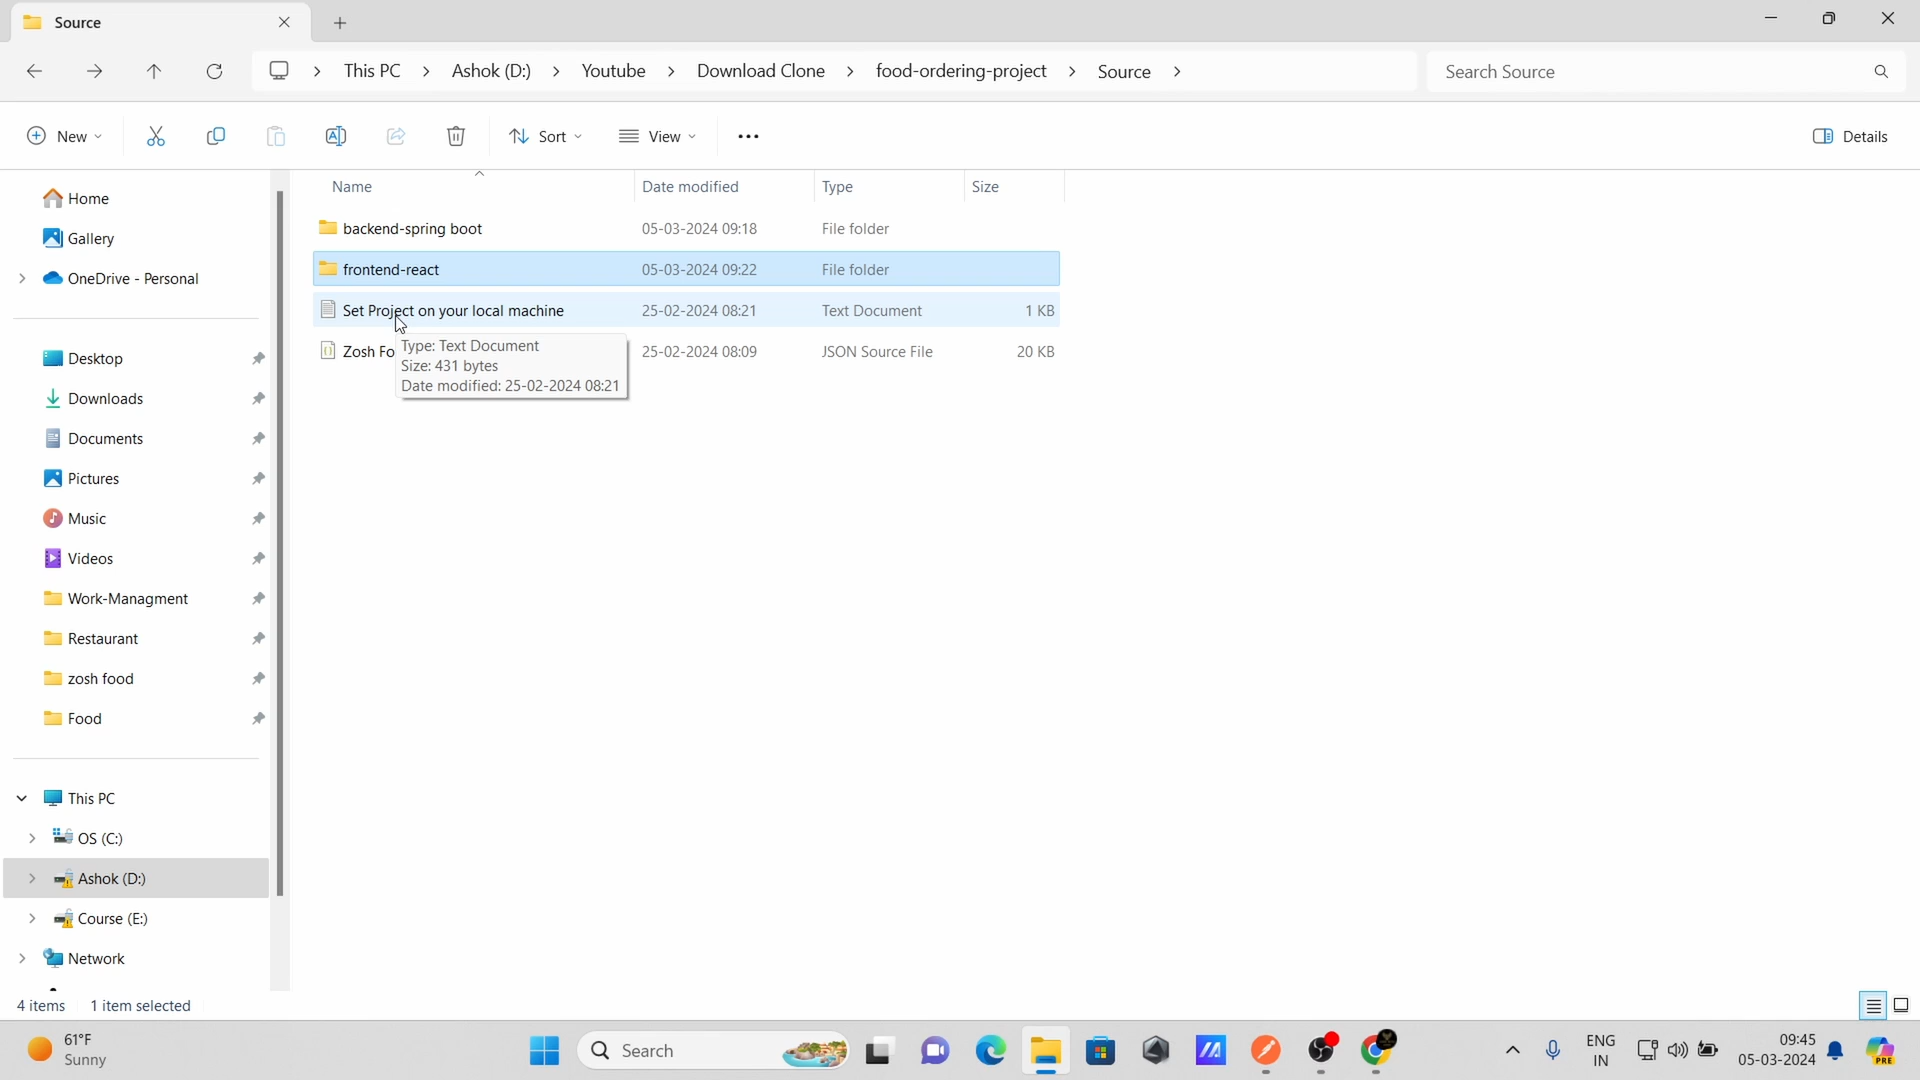 Source
This PC > Ashok (D:) > Youtube > Download Clone > food-ordering-project > Source >
Search Source
New
Sort
View
Details
Name Date modified Type Size
backend-spring boot 05-03-2024 09:18 File folder
frontend-react 05-03-2024 09:22 File folder
Set Project on your local machine 25-02-2024 08:21 Text Document 1 KB
Zosh Fo 25-02-2024 08:09 JSON Source File 20 KB
Type: Text Document
Size: 431 bytes
Date modified: 25-02-2024 08:21
Home
Gallery
OneDrive - Personal
Desktop
Downloads
Documents
Pictures
Music
Videos
Work-Managment
Restaurant
zosh food
Food
This PC
OS (C:)
Ashok (D:)
Course (E:)
Network
4 items 1 item selected
61°F
Sunny
Search
ENG
IN
09:45
05-03-2024
PRE